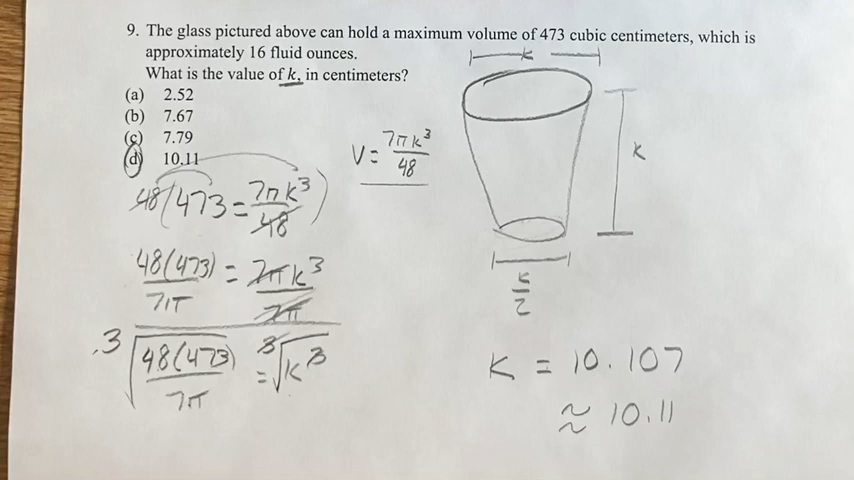 9. The glass pictured above can hold a maximum volume of 473 cubic centimeters, which is
approximately 16 fluid ounces.
What is the value of k, in centimeters?
(a) 2.52
(b) 7.67
(c) 7.79
(d) 10.11
k
k
k/2
V = 7πk³/48
48(473 = 7πk³/48)
48(473)/7π = 7πk³/7π
3√48(473)/7π = 3√k3
K = 10.107
≈ 10.11